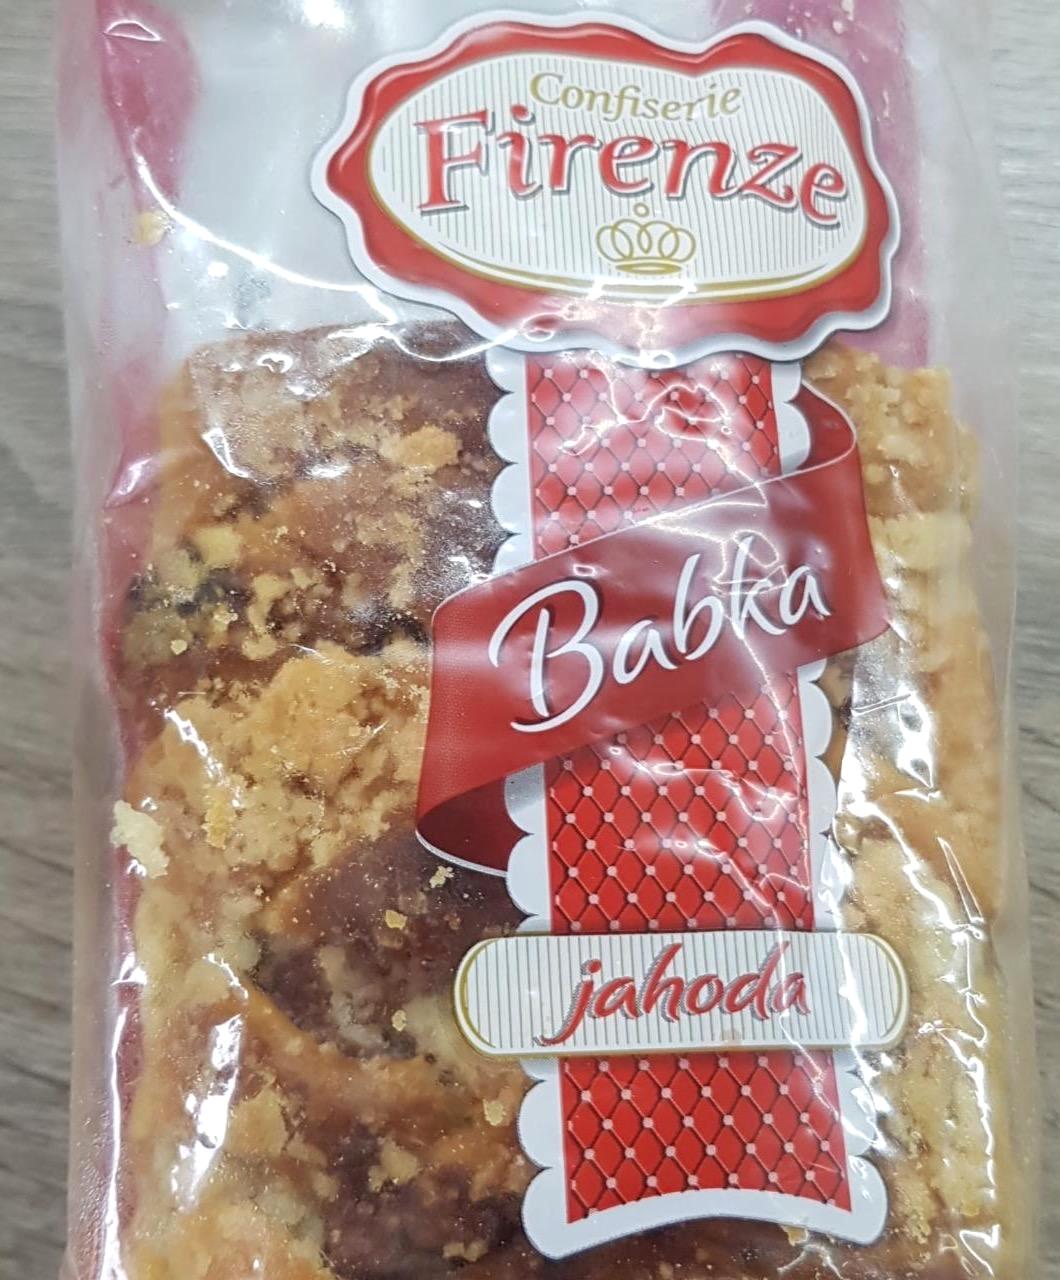 Confiserie
Firenze
Babka
jahoda